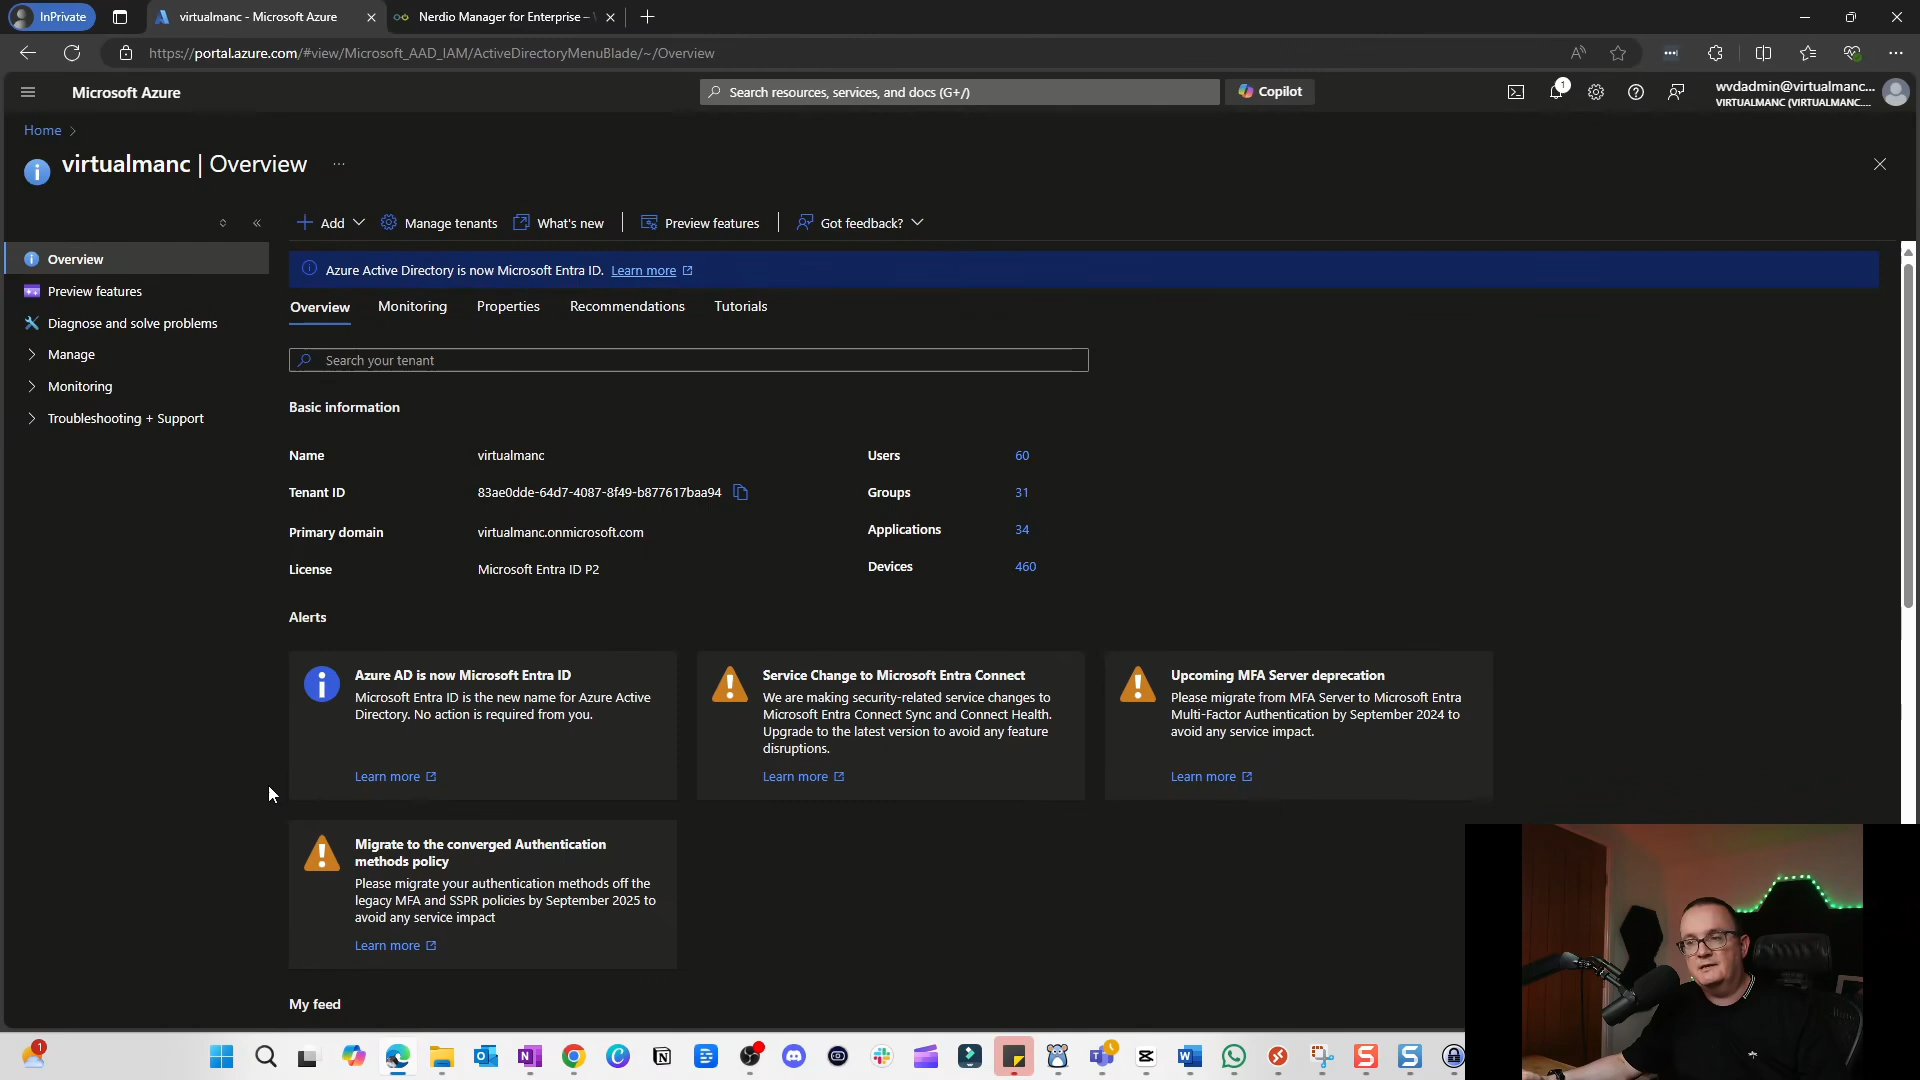 InPrivate
virtualmanc - Microsoft Azure
Nerdio Manager for Enterprise –
https://portal.azure.com/#view/Microsoft_AAD_IAM/ActiveDirectoryMenuBlade/~/Overview
Microsoft Azure
Search resources, services, and docs (G+/)
Copilot
1
wvdadmin@virtualmanc...
VIRTUALMANC (VIRTUALMANC....
Home
virtualmanc | Overview
Add
Manage tenants
What's new
Preview features
Got feedback?
Overview
Preview features
Diagnose and solve problems
Manage
Monitoring
Troubleshooting + Support
Azure Active Directory is now Microsoft Entra ID. Learn more
Overview
Monitoring
Properties
Recommendations
Tutorials
Search your tenant
Basic information
Name
virtualmanc
Users
60
Tenant ID
83ae0dde-64d7-4087-8f49-b877617baa94
Groups
31
Primary domain
virtualmanc.onmicrosoft.com
Applications
34
License
Microsoft Entra ID P2
Devices
460
Alerts
Azure AD is now Microsoft Entra ID
Microsoft Entra ID is the new name for Azure Active
Directory. No action is required from you.
Learn more
Service Change to Microsoft Entra Connect
We are making security-related service changes to
Microsoft Entra Connect Sync and Connect Health.
Upgrade to the latest version to avoid any feature
disruptions.
Learn more
Upcoming MFA Server deprecation
Please migrate from MFA Server to Microsoft Entra
Multi-Factor Authentication by September 2024 to
avoid any service impact.
Learn more
Migrate to the converged Authentication
methods policy
Please migrate your authentication methods off the
legacy MFA and SSPR policies by September 2025 to
avoid any service impact
Learn more
My feed
1